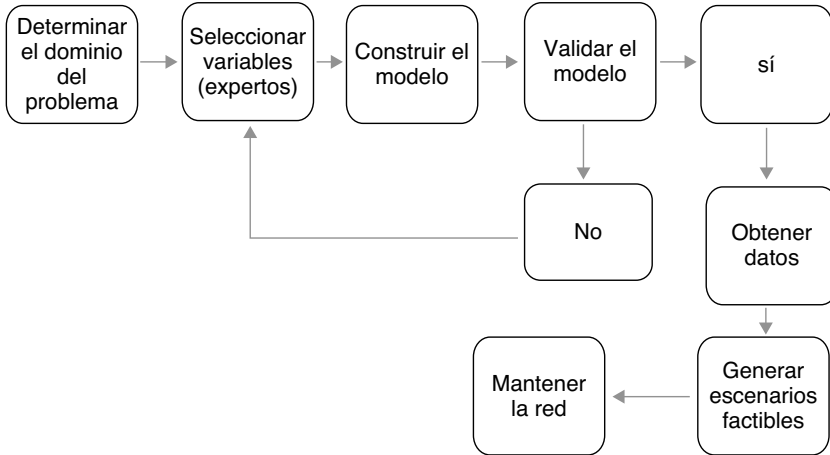 Determinar
el dominio
del
problema
Seleccionar
variables
(expertos)
Construir el
modelo
Validar el
modelo
sí
No
Obtener
datos
Generar
escenarios
factibles
Mantener
la red